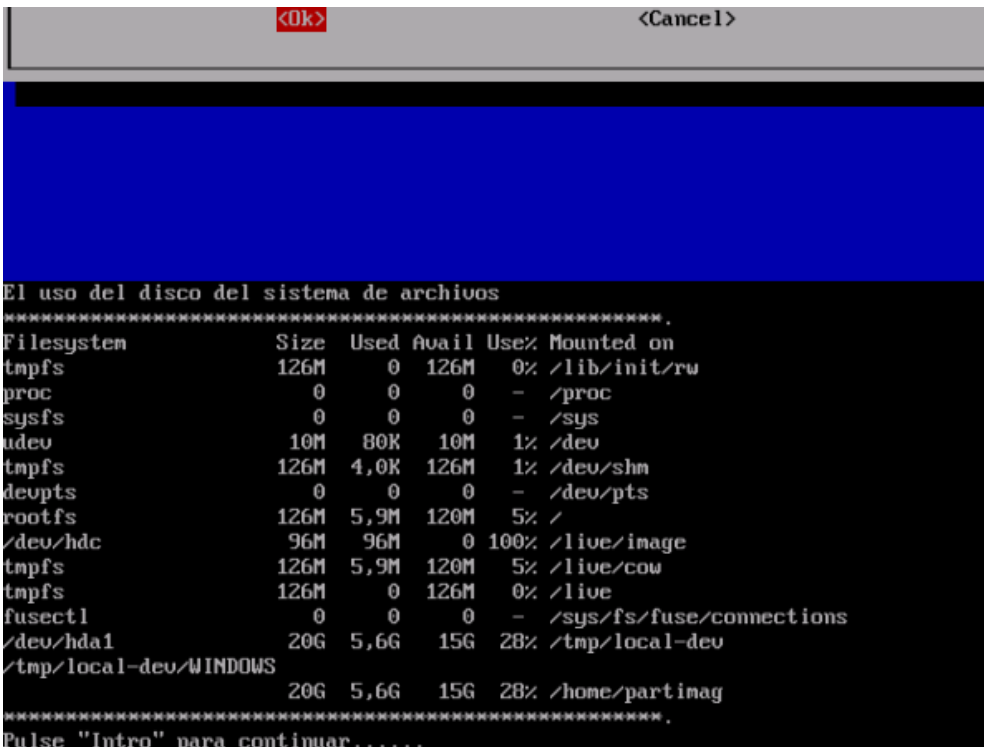 <Ok> <Cancel>
El uso del disco del sistema de archivos
*****************************************************.
Filesystem Size Used Avail Use% Mounted on
tmpfs 126M 0 126M 0% /lib/init/rw
proc 0 0 0 - /proc
sysfs 0 0 0 - /sys
udev 10M 80K 10M 1% /dev
tmpfs 126M 4,0K 126M 1% /dev/shm
devpts 0 0 0 - /dev/pts
rootfs 126M 5,9M 120M 5% /
/dev/hdc 96M 96M 0 100% /live/image
tmpfs 126M 5,9M 120M 5% /live/cow
tmpfs 126M 0 126M 0% /live
fusectl 0 0 0 - /sys/fs/fuse/connections
/dev/hda1 20G 5,6G 15G 28% /tmp/local-dev
/tmp/local-dev/WINDOWS
20G 5,6G 15G 28% /home/partimag
*****************************************************.
Pulse "Intro" para continuar......